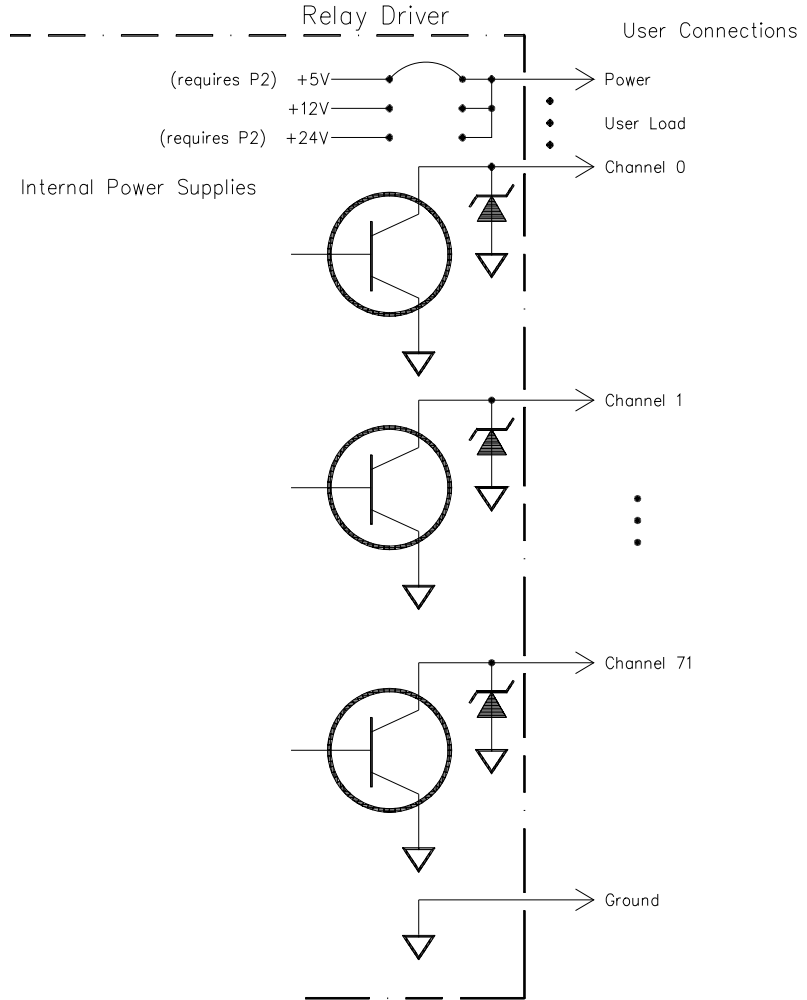 Relay Driver
User Connections
(requires P2) +5V
Power
+12V
User Load
(requires P2) +24V
Channel 0
Internal Power Supplies
Channel 1
Channel 71
Ground